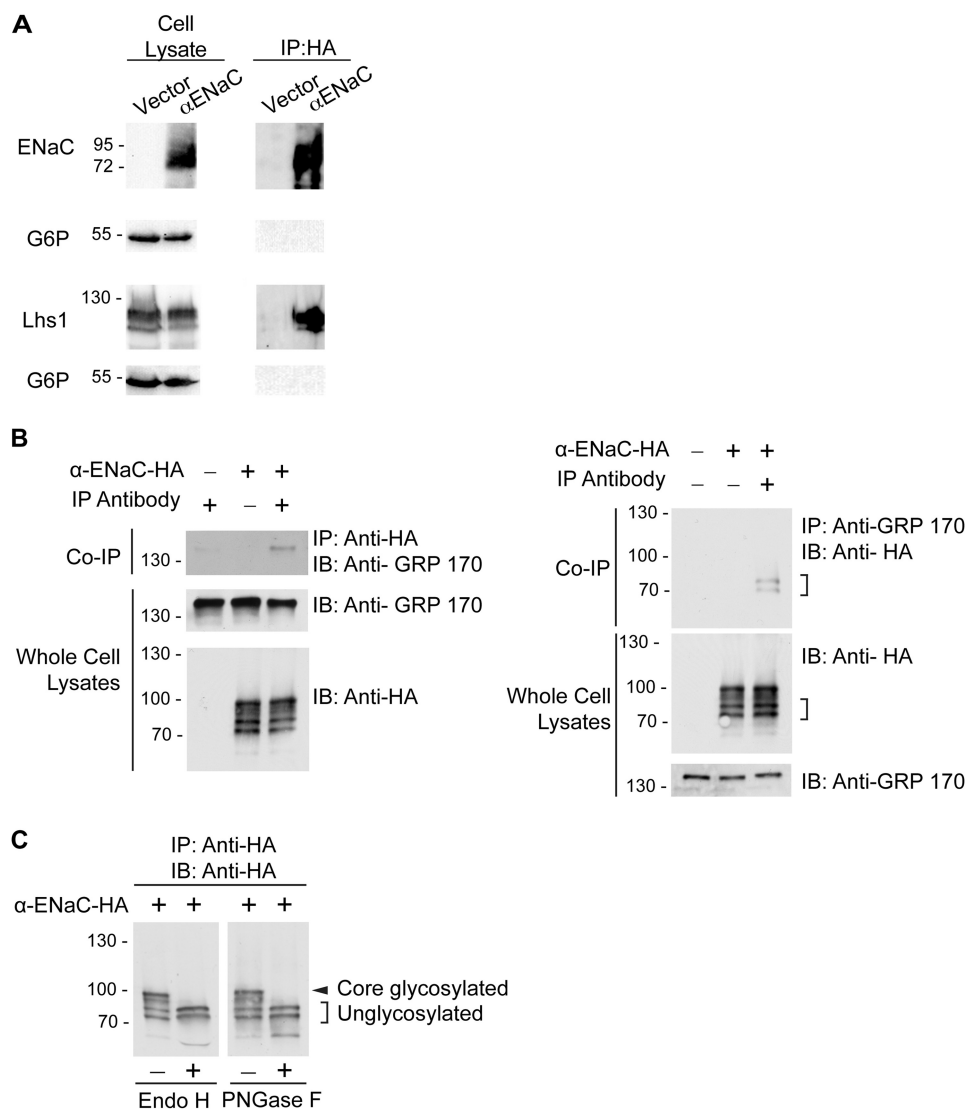 A
Cell
Lysate
IP:HA
Vector
αENaC
Vector
αENaC
ENaC
95 -
72 -
G6P
55 -
130 -
Lhs1
G6P
55 -
B
α-ENaC-HA – + +
IP Antibody + – +
Co-IP
130 -
IP: Anti-HA
IB: Anti- GRP 170
Whole Cell
Lysates
130 -
IB: Anti- GRP 170
130 -
100 -
70 -
IB: Anti-HA
α-ENaC-HA – + +
IP Antibody – – +
Co-IP
130 -
100 -
70 -
IP: Anti-GRP 170
IB: Anti- HA
Whole Cell
Lysates
130 -
100 -
70 -
IB: Anti- HA
130 -
IB: Anti-GRP 170
C
IP: Anti-HA
IB: Anti-HA
α-ENaC-HA + + + +
130 -
100 -
70 -
Core glycosylated
Unglycosylated
– + – +
Endo H PNGase F